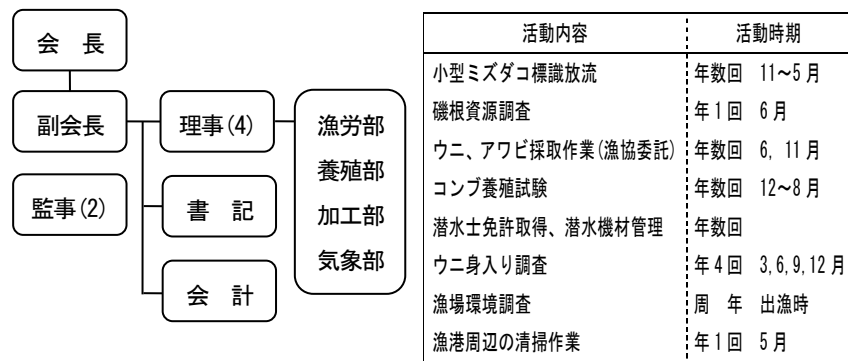 会 長
副会長
監事(2)
理事(4)
書 記
会 計
漁労部
養殖部
加工部
気象部
活動内容 活動時期
小型ミズダコ標識放流 年数回 11~5月
磯根資源調査 年1回 6月
ウニ、アワビ採取作業(漁協委託) 年数回 6, 11月
コンブ養殖試験 年数回 12~8月
潜水士免許取得、潜水機材管理 年数回
ウニ身入り調査 年4回 3,6,9,12月
漁場環境調査 周 年 出漁時
漁港周辺の清掃作業 年1回 5月